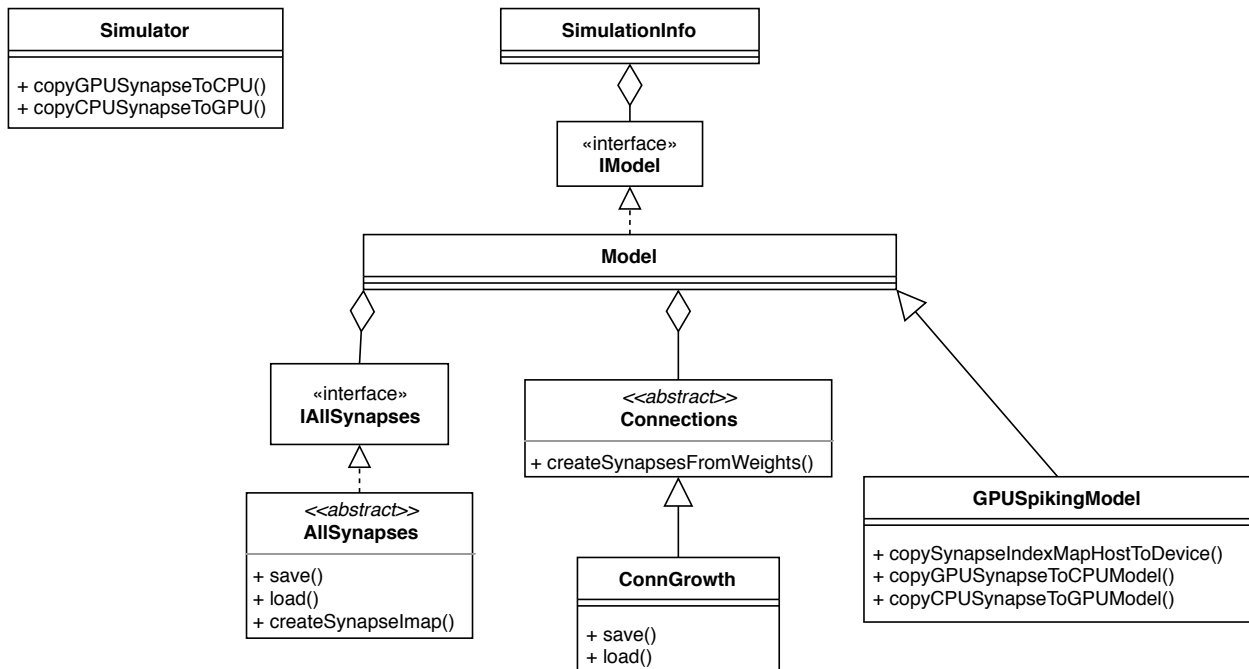 Simulator
+ copyGPUSynapseToCPU()
+ copyCPUSynapseToGPU()
SimulationInfo
«interface»
IModel
Model
«interface»
IAllSynapses
<<abstract>>
AllSynapses
+ save()
+ load()
+ createSynapseImap()
<<abstract>>
Connections
+ createSynapsesFromWeights()
ConnGrowth
+ save()
+ load()
GPUSpikingModel
+ copySynapseIndexMapHostToDevice()
+ copyGPUSynapseToCPUModel()
+ copyCPUSynapseToGPUModel()